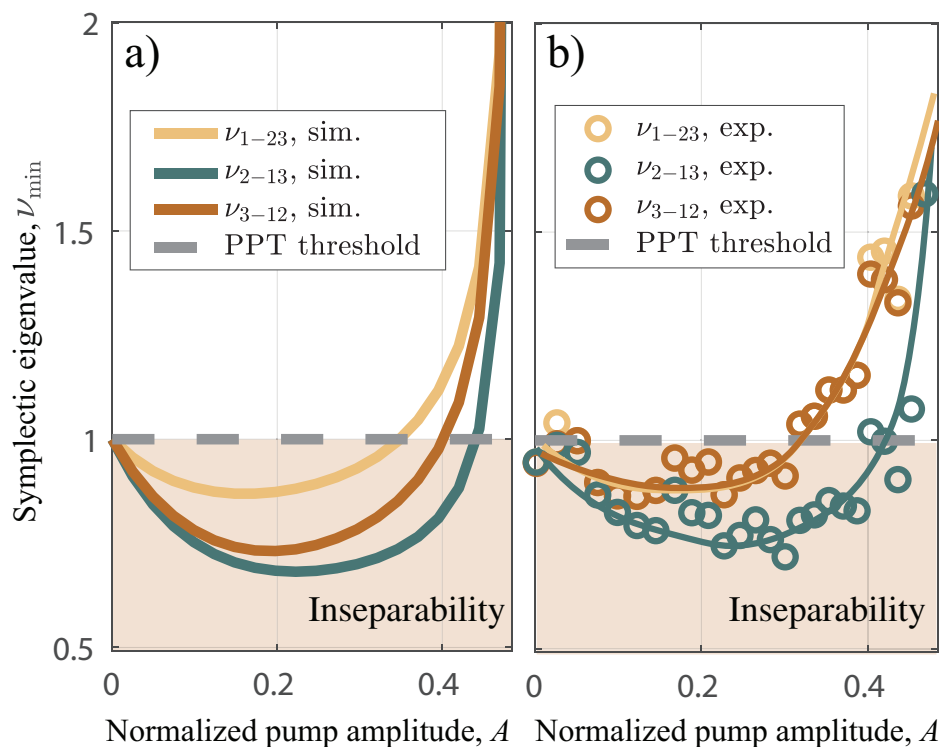 a)
2
1.5
1
0.5
Symplectic eigenvalue, νmin
ν1−23, sim.
ν2−13, sim.
ν3−12, sim.
PPT threshold
Inseparability
0
0.2
0.4
Normalized pump amplitude, A
b)
ν1−23, exp.
ν2−13, exp.
ν3−12, exp.
PPT threshold
Inseparability
0
0.2
0.4
Normalized pump amplitude, A